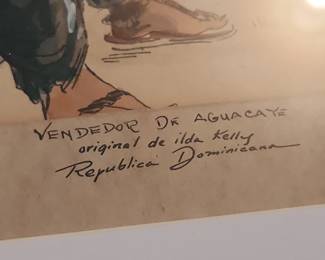 VENDEDOR DE AGUACATE
original de ilda Kelly
Republica Dominicana